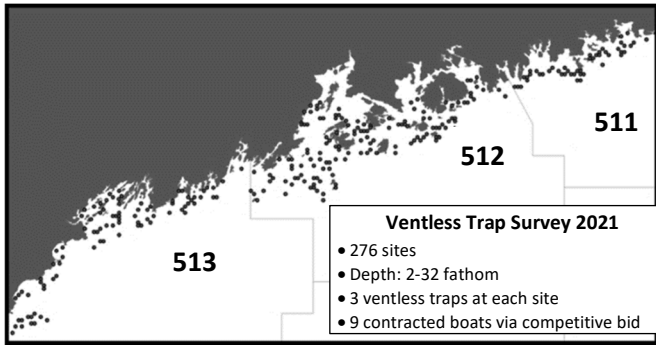 511
512
513
Ventless Trap Survey 2021
• 276 sites
• Depth: 2-32 fathom
• 3 ventless traps at each site
• 9 contracted boats via competitive bid